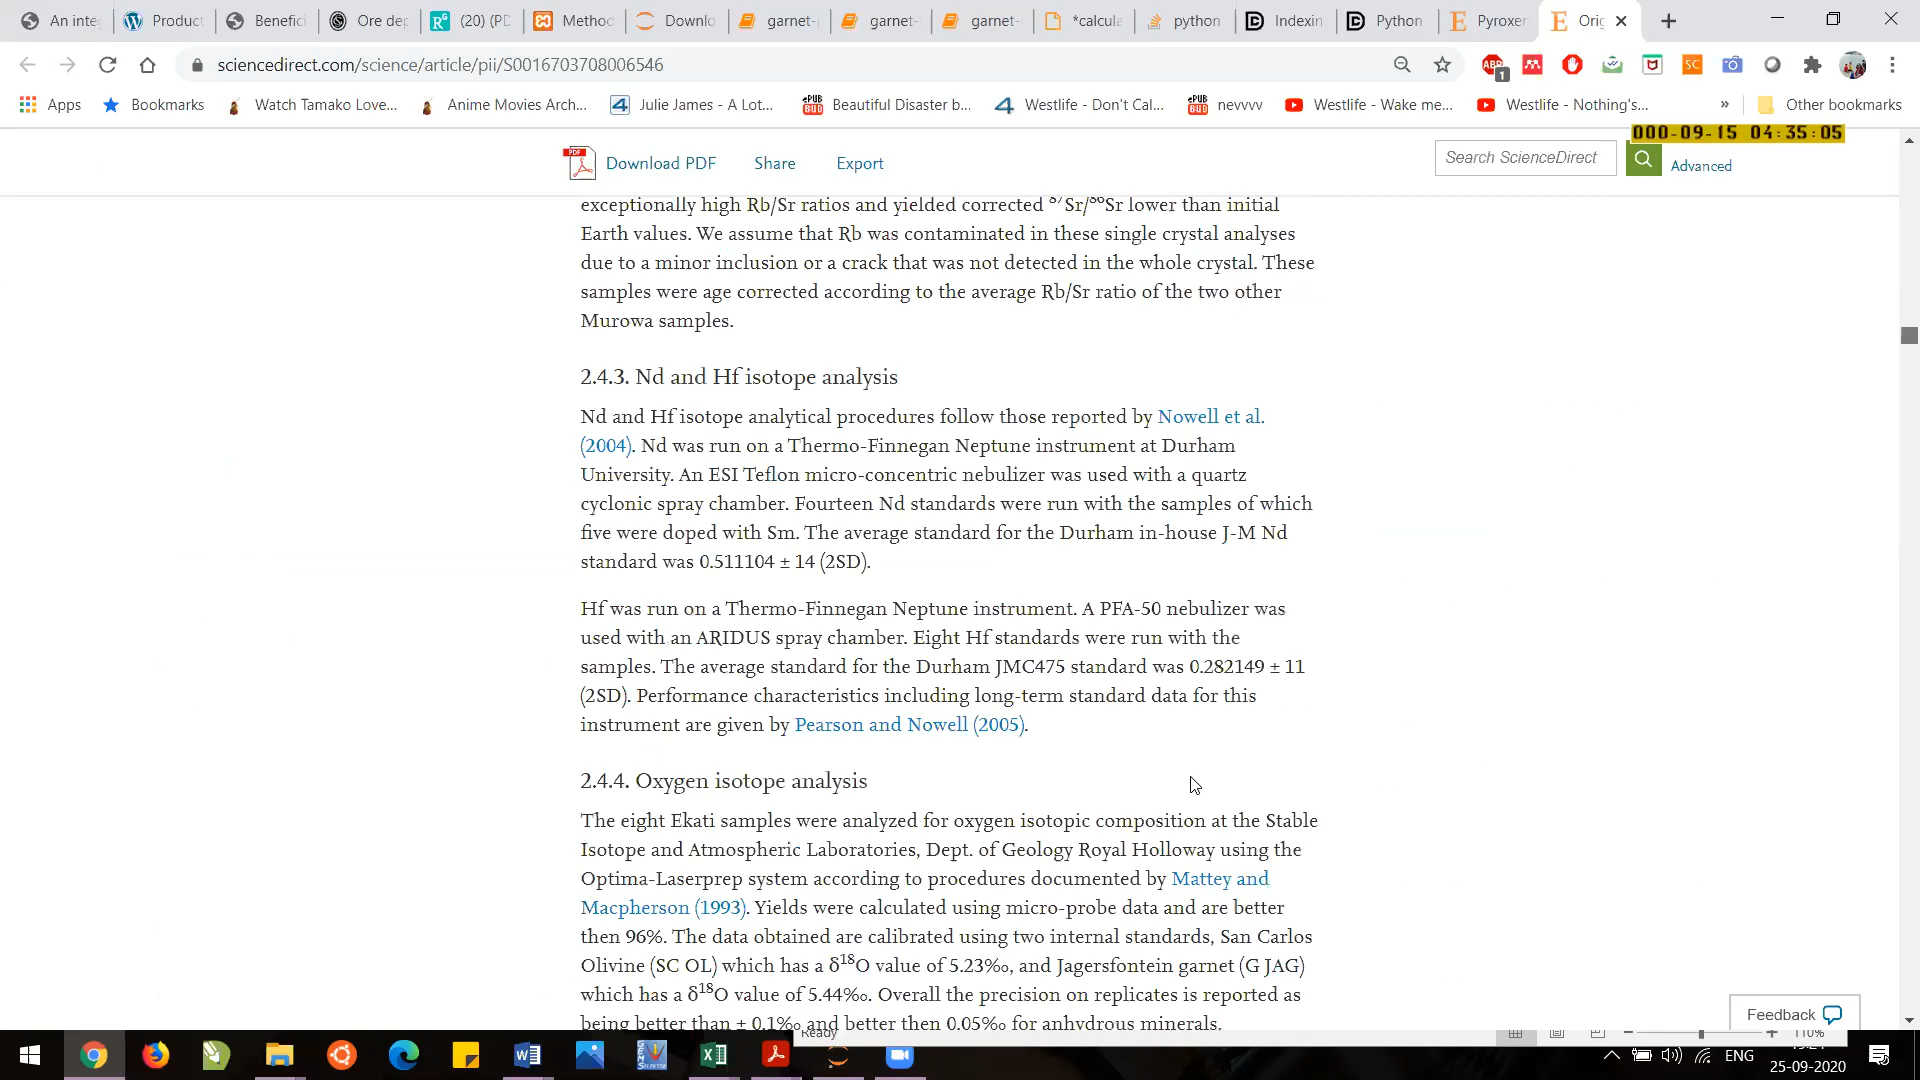 An inte
Product
Benefici
Ore dep
(20) (PD
Method
Downlo
garnet-
garnet-
garnet-
*calcula
python
Indexin
Python
Pyroxen
Orig
sciencedirect.com/science/article/pii/S0016703708006546
Apps
Bookmarks
Watch Tamako Love...
Anime Movies Arch...
Julie James - A Lot...
Beautiful Disaster b...
Westlife - Don't Cal...
nevvvv
Westlife - Wake me...
Westlife - Nothing's...
»
Other bookmarks
000-09-15 04:35:05
Download PDF
Share
Export
Search ScienceDirect
Advanced
exceptionally high Rb/Sr ratios and yielded corrected ⁸⁷Sr/⁸⁶Sr lower than initial
Earth values. We assume that Rb was contaminated in these single crystal analyses
due to a minor inclusion or a crack that was not detected in the whole crystal. These
samples were age corrected according to the average Rb/Sr ratio of the two other
Murowa samples.
2.4.3. Nd and Hf isotope analysis
Nd and Hf isotope analytical procedures follow those reported by Nowell et al.
(2004). Nd was run on a Thermo-Finnegan Neptune instrument at Durham
University. An ESI Teflon micro-concentric nebulizer was used with a quartz
cyclonic spray chamber. Fourteen Nd standards were run with the samples of which
five were doped with Sm. The average standard for the Durham in-house J-M Nd
standard was 0.511104 ± 14 (2SD).
Hf was run on a Thermo-Finnegan Neptune instrument. A PFA-50 nebulizer was
used with an ARIDUS spray chamber. Eight Hf standards were run with the
samples. The average standard for the Durham JMC475 standard was 0.282149 ± 11
(2SD). Performance characteristics including long-term standard data for this
instrument are given by Pearson and Nowell (2005).
2.4.4. Oxygen isotope analysis
The eight Ekati samples were analyzed for oxygen isotopic composition at the Stable
Isotope and Atmospheric Laboratories, Dept. of Geology Royal Holloway using the
Optima-Laserprep system according to procedures documented by Mattey and
Macpherson (1993). Yields were calculated using micro-probe data and are better
then 96%. The data obtained are calibrated using two internal standards, San Carlos
Olivine (SC OL) which has a δ¹⁸O value of 5.23‰, and Jagersfontein garnet (G JAG)
which has a δ¹⁸O value of 5.44‰. Overall the precision on replicates is reported as
being better than ± 0.1‰ and better then 0.05‰ for anhydrous minerals.
Feedback
Ready
110%
ENG
25-09-2020